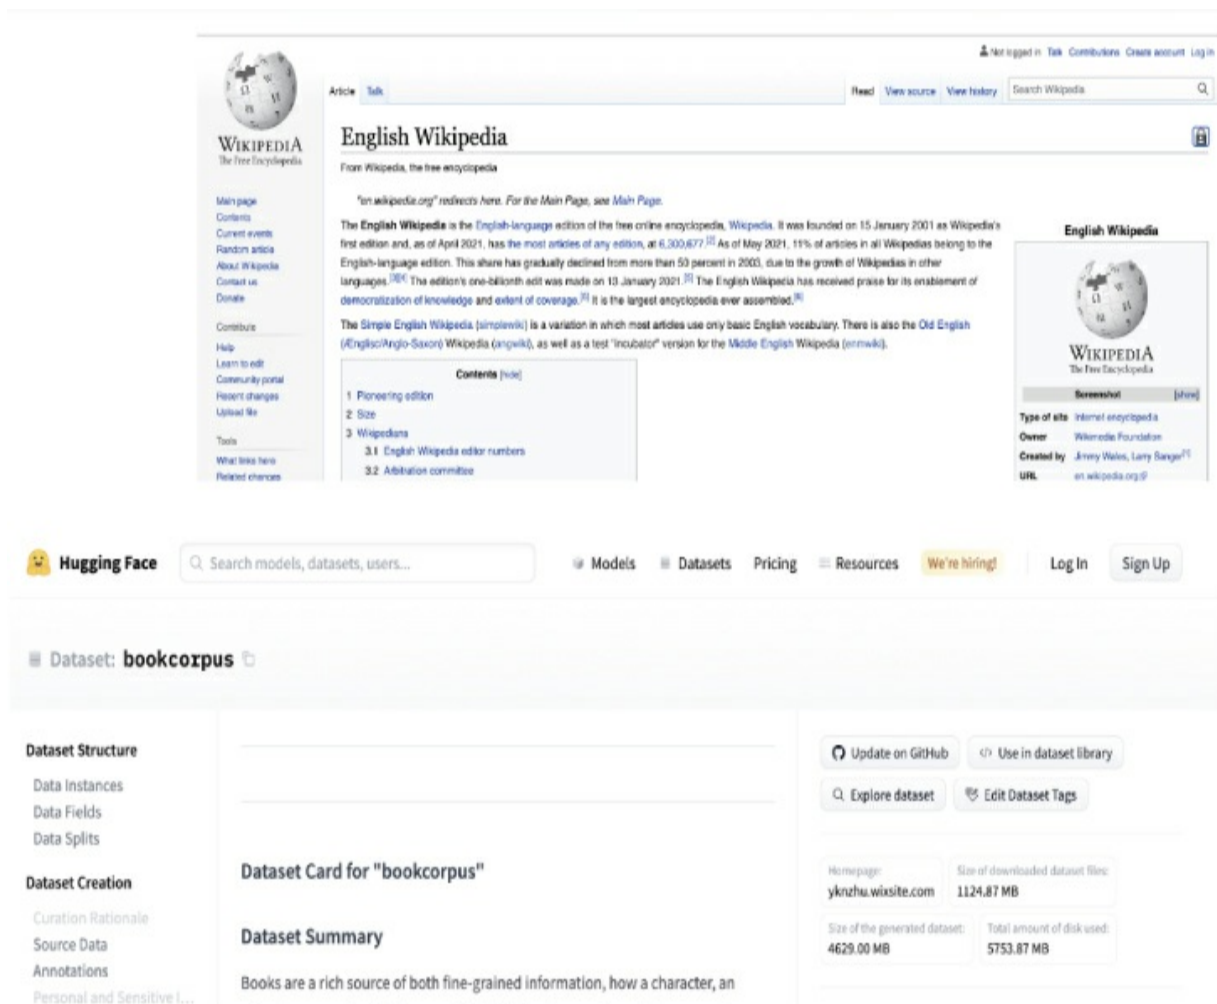 Not logged in Talk Contributions Create account Log in
Article Talk
Read View source View history Search Wikipedia
WIKIPEDIA
The Free Encyclopedia
English Wikipedia
From Wikipedia, the free encyclopedia
"en.wikipedia.org" redirects here. For the Main Page, see Main Page.
The English Wikipedia is the English-language edition of the free online encyclopedia, Wikipedia. It was founded on 15 January 2001 as Wikipedia's
first edition and, as of April 2021, has the most articles of any edition, at 6,300,677.[2] As of May 2021, 11% of articles in all Wikipedias belong to the
English-language edition. This share has gradually declined from more than 50 percent in 2003, due to the growth of Wikipedias in other
languages.[3][4] The edition's one-billionth edit was made on 13 January 2021.[5] The English Wikipedia has received praise for its enablement of
democratization of knowledge and extent of coverage.[6] It is the largest encyclopedia ever assembled.[8]
The Simple English Wikipedia (simplewiki) is a variation in which most articles use only basic English vocabulary. There is also the Old English
(Ænglisc/Anglo-Saxon) Wikipedia (angwiki), as well as a test "incubator" version for the Middle English Wikipedia (enmwiki).
Contents [hide]
1 Pioneering edition
2 Size
3 Wikipedians
3.1 English Wikipedia editor numbers
3.2 Arbitration committee
Main page
Contents
Current events
Random article
About Wikipedia
Contact us
Donate
Contribute
Help
Learn to edit
Community portal
Recent changes
Upload file
Tools
What links here
Related changes
English Wikipedia
WIKIPEDIA
The Free Encyclopedia
Screenshot [show]
Type of site Internet encyclopedia
Owner Wikimedia Foundation
Created by Jimmy Wales, Larry Sanger[1]
URL en.wikipedia.org
Hugging Face Search models, datasets, users... Models Datasets Pricing Resources We're hiring! Log In Sign Up
Dataset: bookcorpus
Dataset Structure
Data Instances
Data Fields
Data Splits
Dataset Creation
Curation Rationale
Source Data
Annotations
Personal and Sensitive I...
Dataset Card for "bookcorpus"
Dataset Summary
Books are a rich source of both fine-grained information, how a character, an
Update on GitHub Use in dataset library
Explore dataset Edit Dataset Tags
Homepage: Size of downloaded dataset files:
yknzhu.wixsite.com 1124.87 MB
Size of the generated dataset: Total amount of disk used:
4629.00 MB 5753.87 MB